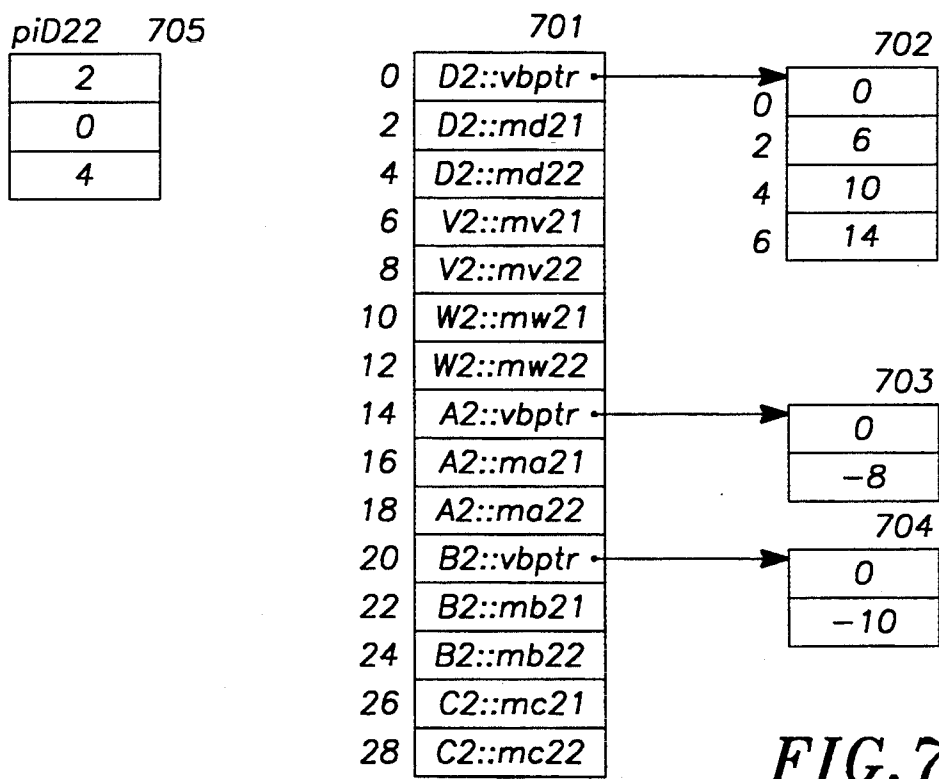 piD22 705
2
0
4
701
0 D2::vbptr
2 D2::md21
4 D2::md22
6 V2::mv21
8 V2::mv22
10 W2::mw21
12 W2::mw22
14 A2::vbptr
16 A2::ma21
18 A2::ma22
20 B2::vbptr
22 B2::mb21
24 B2::mb22
26 C2::mc21
28 C2::mc22
702
0 0
2 6
4 10
6 14
703
0
-8
704
0
-10
FIG.7